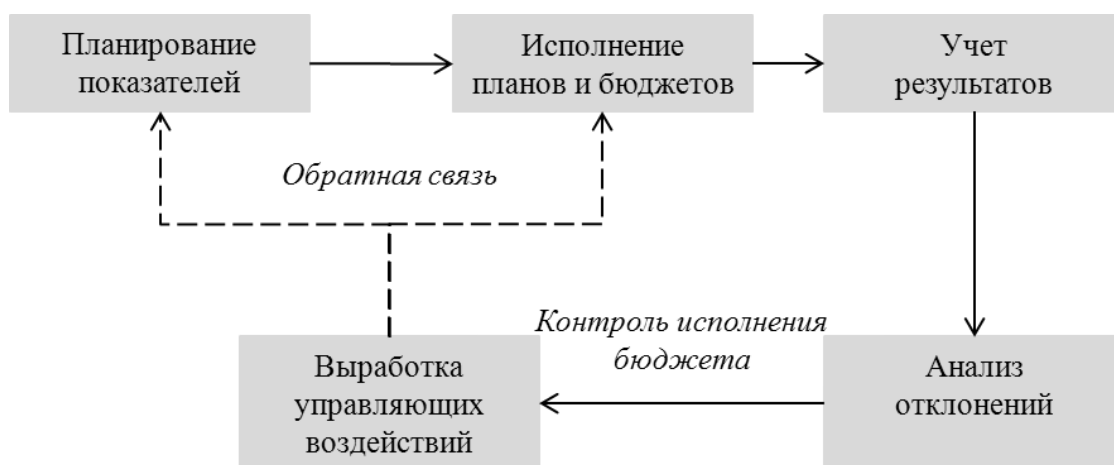 Планирование
показателей
Исполнение
планов и бюджетов
Учет
результатов
Обратная связь
Контроль исполнения
бюджета
Выработка
управляющих
воздействий
Анализ
отклонений